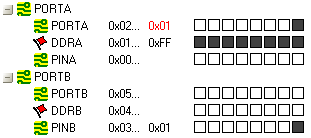 PORTA
PORTA 0x02... 0x01
DDRA 0x01... 0xFF
PINA 0x00...
PORTB
PORTB 0x05...
DDRB 0x04...
PINB 0x03... 0x01